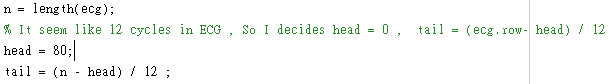 n = length(ecg);
% It seem like 12 cycles in ECG , So I decides head = 0 ,  tail = (ecg.row- head) / 12
head = 80;
tail = (n - head) / 12 ;